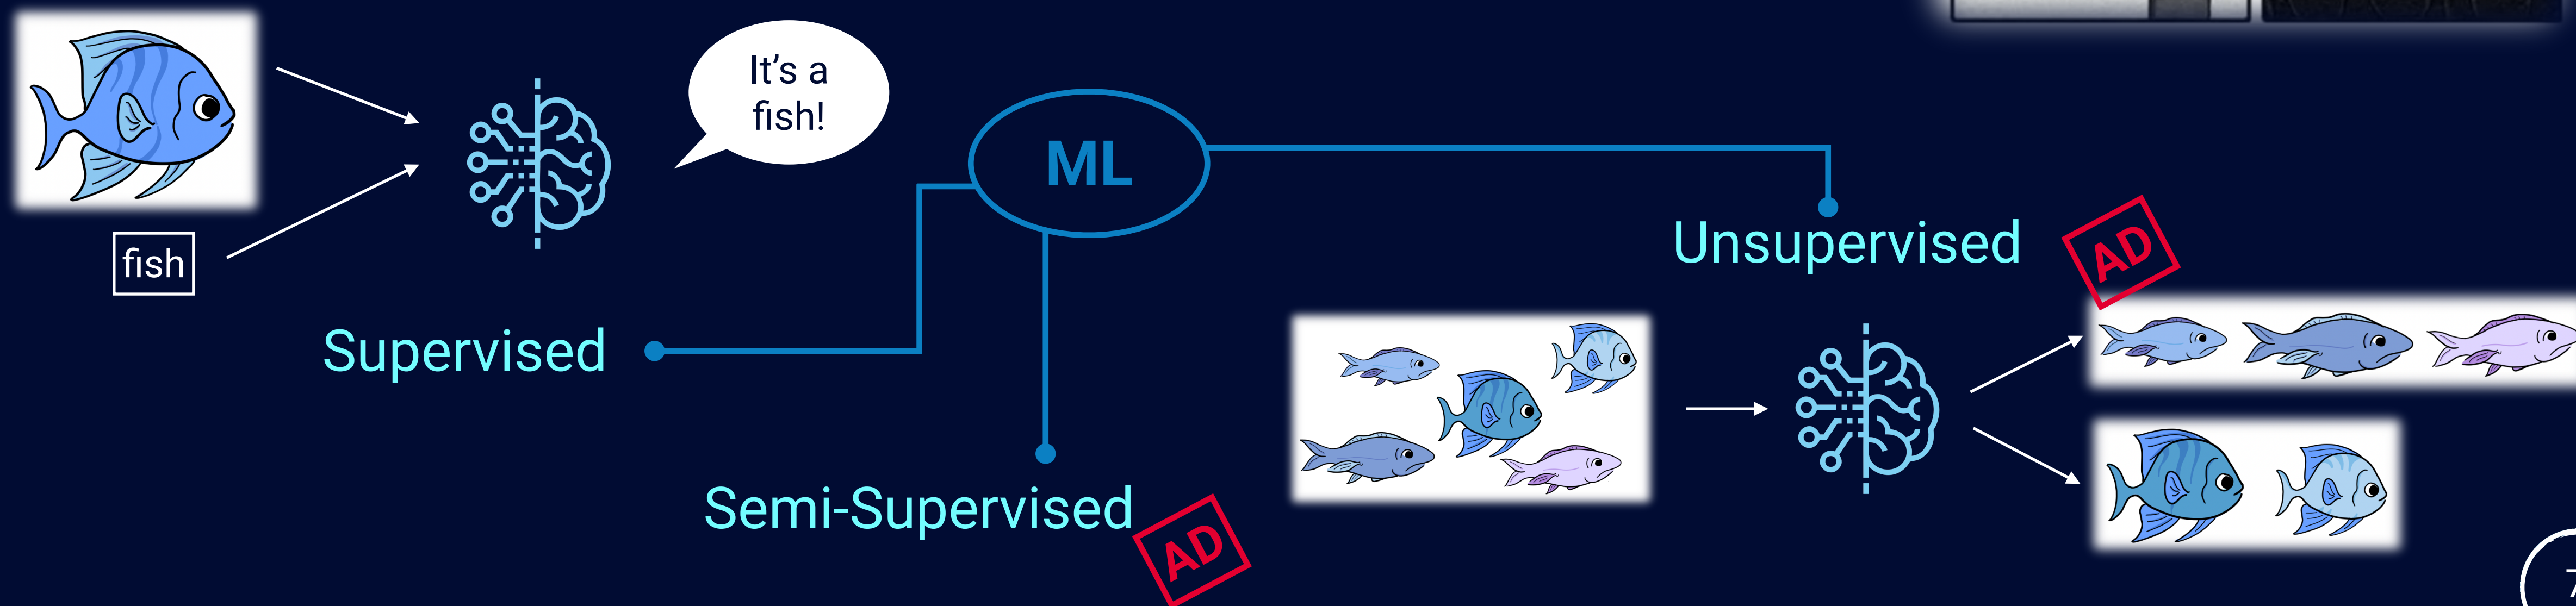 It’s a
fish!
fish
ML
Supervised
Semi-Supervised
AD
Unsupervised
AD